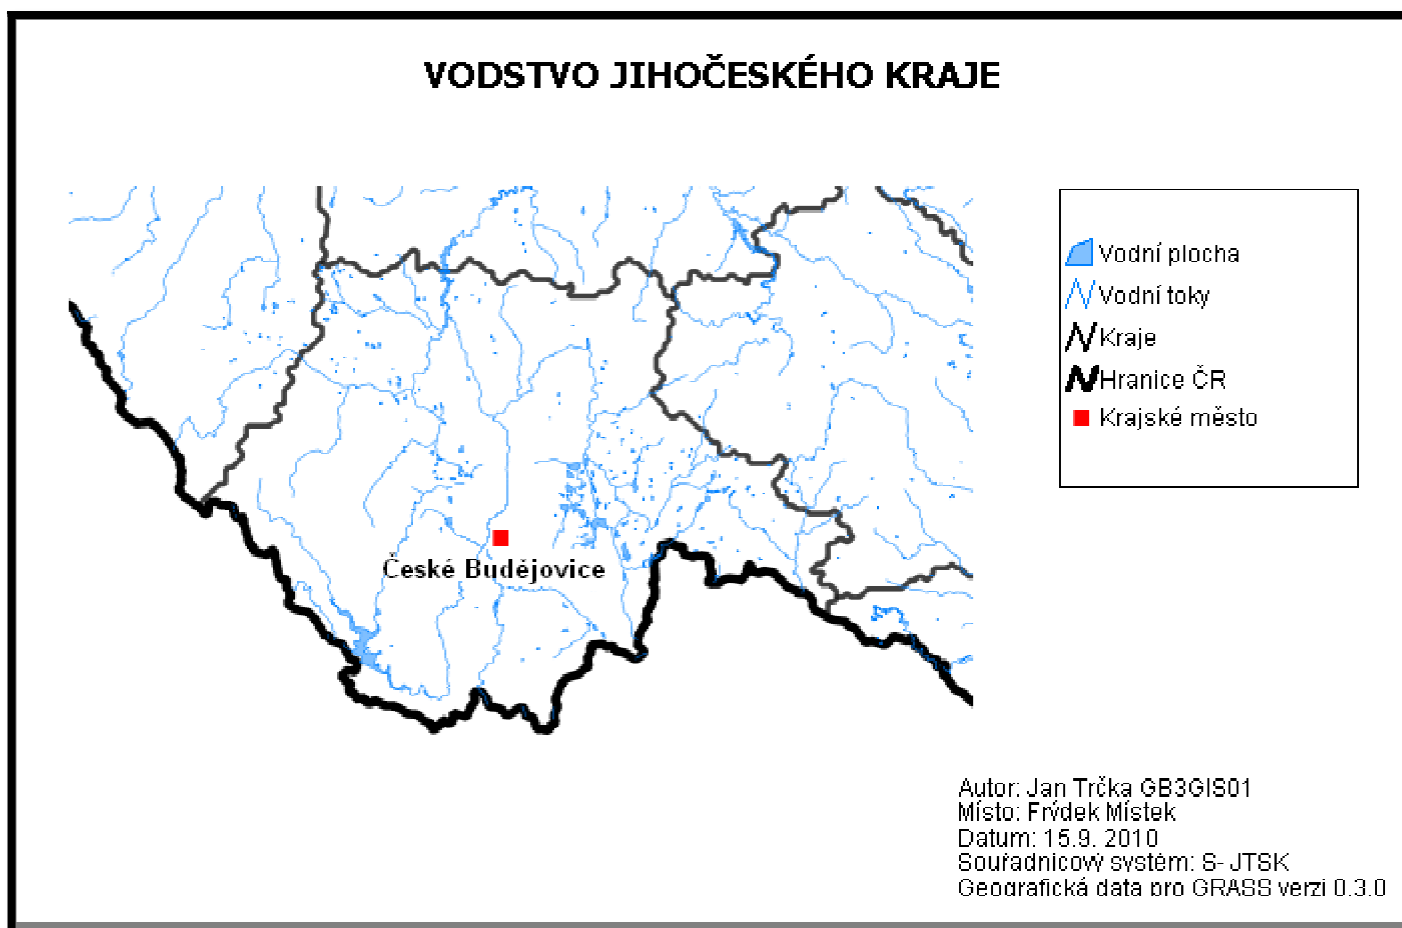 VODSTVO JIHOČESKÉHO KRAJE
Vodní plocha
Vodní toky
Kraje
Hranice ČR
Krajské město
České Budějovice
Autor: Jan Trčka GB3GIS01
Místo: Frýdek Místek
Datum: 15.9. 2010
Souřadnicový systém: S- JTSK
Geografická data pro GRASS verzi 0.3.0